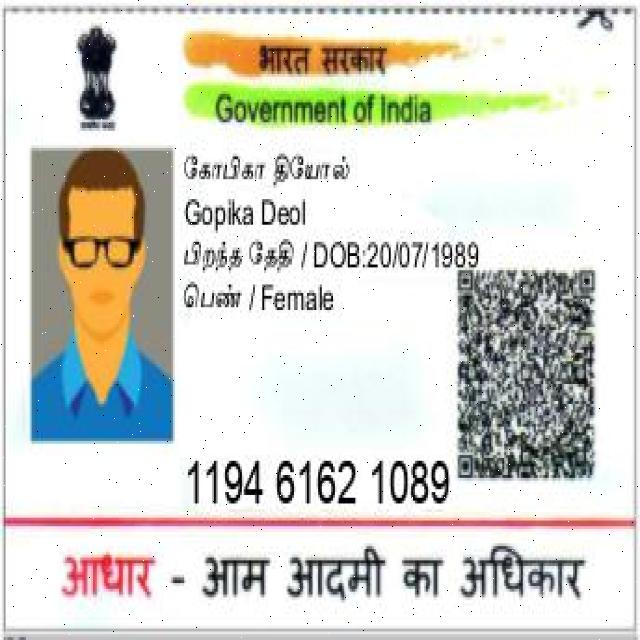 भारत सरकार
Government of India
கோபிகா தியோல்
Gopika Deol
பிறந்த தேதி / DOB:20/07/1989
பெண் / Female
1194 6162 1089
आधार - आम आदमी का अधिकार